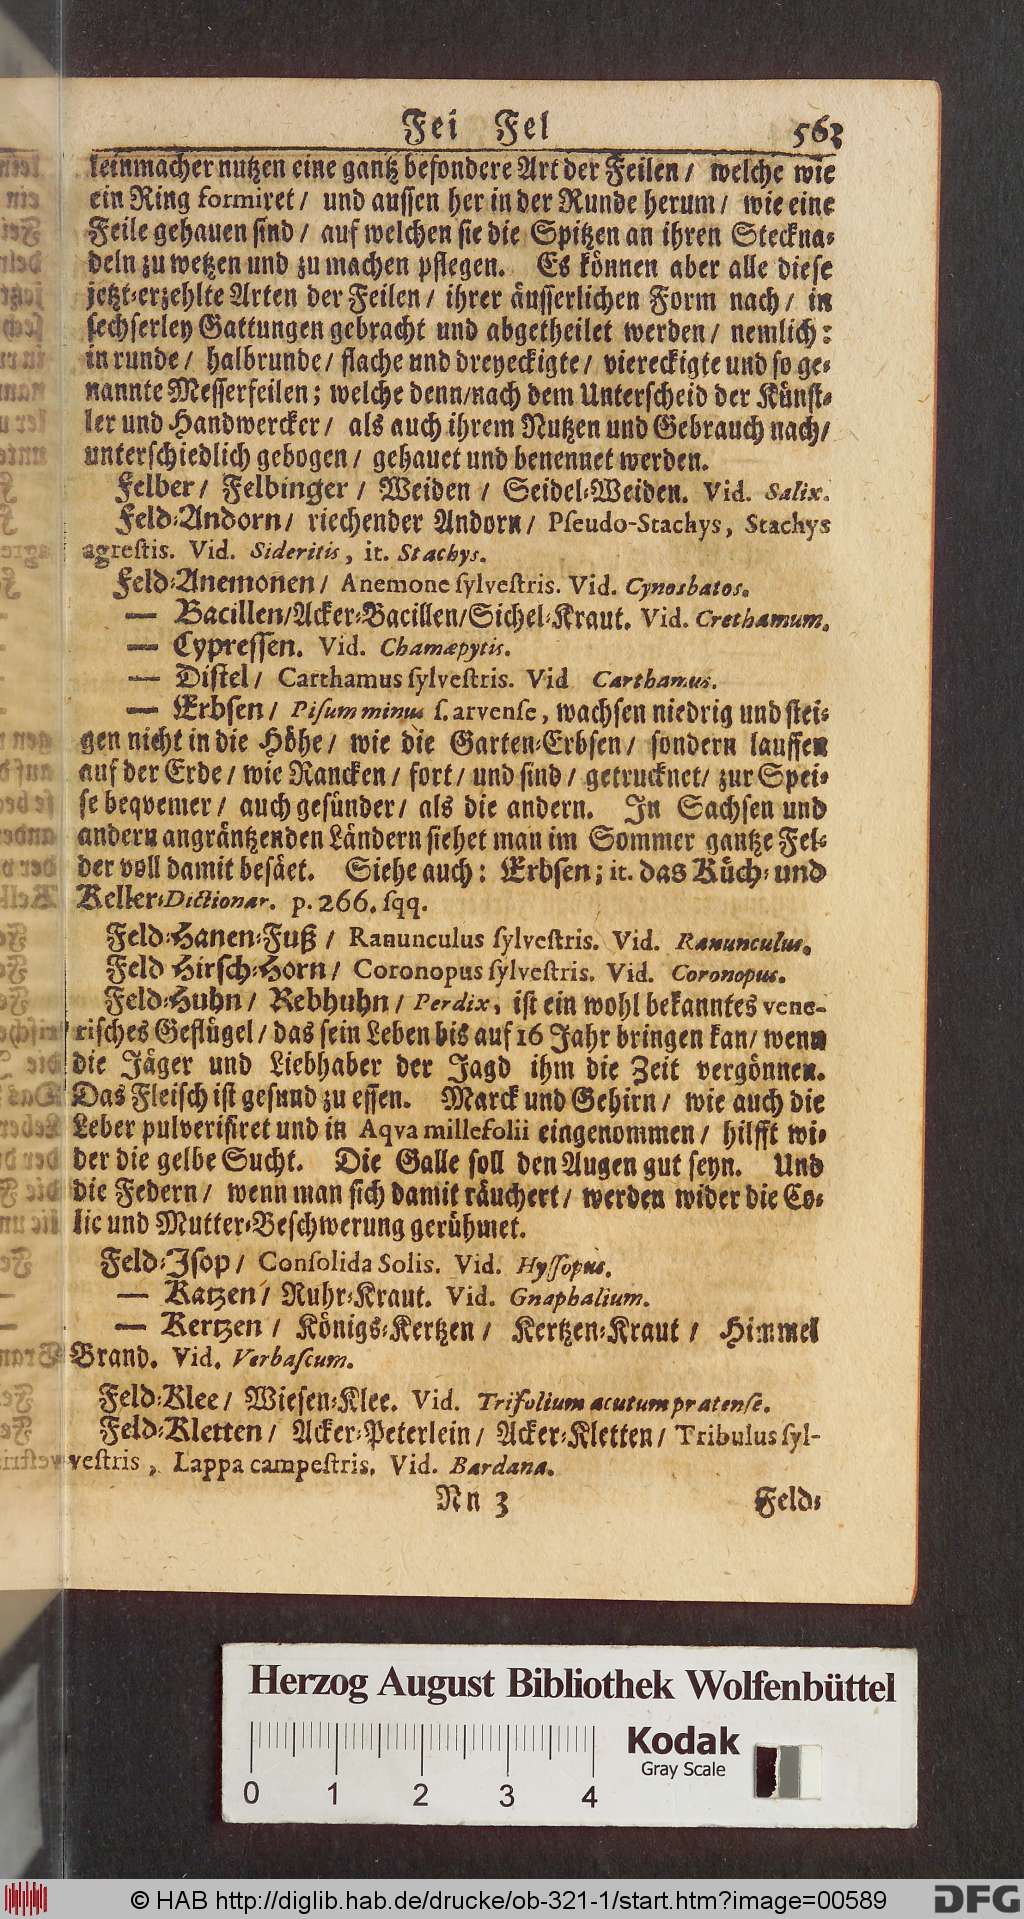 Fei Fel 563
leinmacher nutzen eine gantz besondere Art der Feilen / welche wie
ein Ring formiret / und aussen her in der Runde herum / wie eine
Feile gehauen sind / auf welchen sie die Spitzen an ihren Steckna-
deln zu wetzen und zu machen pflegen. Es können aber alle diese
jetzt-erzehlte Arten der Feilen / ihrer äusserlichen Form nach / in
sechserley Gattungen gebracht und abgetheilet werden / nemlich:
in runde / halbrunde / flache und dreyeckigte / viereckigte und so ge-
nannte Messerfeilen; welche denn/nach dem Unterscheid der Künst-
ler und Handwercker / als auch ihrem Nutzen und Gebrauch nach/
unterschiedlich gebogen / gehauet und benennet werden.
Felber / Felbinger / Weiden / Seidel-Weiden. Vid. Salix.
Feld-Andorn / riechender Andorn / Pſeudo-Stachys, Stachys
agreſtis. Vid. Sideritis, it. Stachys.
Feld-Anemonen / Anemone ſylveſtris. Vid. Cynosbatos.
— Bacillen/Acker-Bacillen/Sichel-Kraut. Vid. Crethamum.
— Cypressen. Vid. Chamæpytis.
— Distel / Carthamus ſylveſtris. Vid Carthamus.
— Erbsen / Piſum minus ſ. arvenſe, wachsen niedrig und stei-
gen nicht in die Höhe / wie die Garten-Erbsen / sondern lauffen
auf der Erde / wie Rancken / fort / und sind / getrucknet / zur Spei-
se beqvemer / auch gesünder / als die andern. In Sachsen und
andern angräntzenden Ländern siehet man im Sommer gantze Fel-
der voll damit besäet. Siehe auch: Erbsen; it. das Küch- und
Keller-Dictionar. p. 266. ſqq.
Feld-Hanen-Fuß / Ranunculus ſylveſtris. Vid. Ranunculus.
Feld Hirsch-Horn / Coronopus ſylveſtris. Vid. Coronopus.
Feld-Huhn / Rebhuhn / Perdix, ist ein wohl bekanntes vene-
risches Geflügel / das sein Leben bis auf 16 Jahr bringen kan / wenn
die Jäger und Liebhaber der Jagd ihm die Zeit vergönnen.
Das Fleisch ist gesund zu essen. Marck und Gehirn / wie auch die
Leber pulverisiret und in Aqva millefolii eingenommen / hilfft wi-
der die gelbe Sucht. Die Galle soll den Augen gut seyn. Und
die Federn / wenn man sich damit räuchert / werden wider die Co-
lic und Mutter-Beschwerung gerühmet.
Feld-Isop / Conſolida Solis. Vid. Hyſſopus.
— Katzen / Ruhr-Kraut. Vid. Gnaphalium.
— Kertzen / Königs-Kertzen / Kertzen-Kraut / Himmel
Brand. Vid. Verbaſcum.
Feld-Klee / Wiesen-Klee. Vid. Trifolium acutum pratenſe.
Feld-Kletten / Acker-Peterlein / Acker-Kletten / Tribulus ſyl-
veſtris, Lappa campeſtris. Vid. Bardana.
Nn 3 Feld-
Herzog August Bibliothek Wolfenbüttel
0 1 2 3 4
Kodak
Gray Scale
© HAB http://diglib.hab.de/drucke/ob-321-1/start.htm?image=00589
DFG